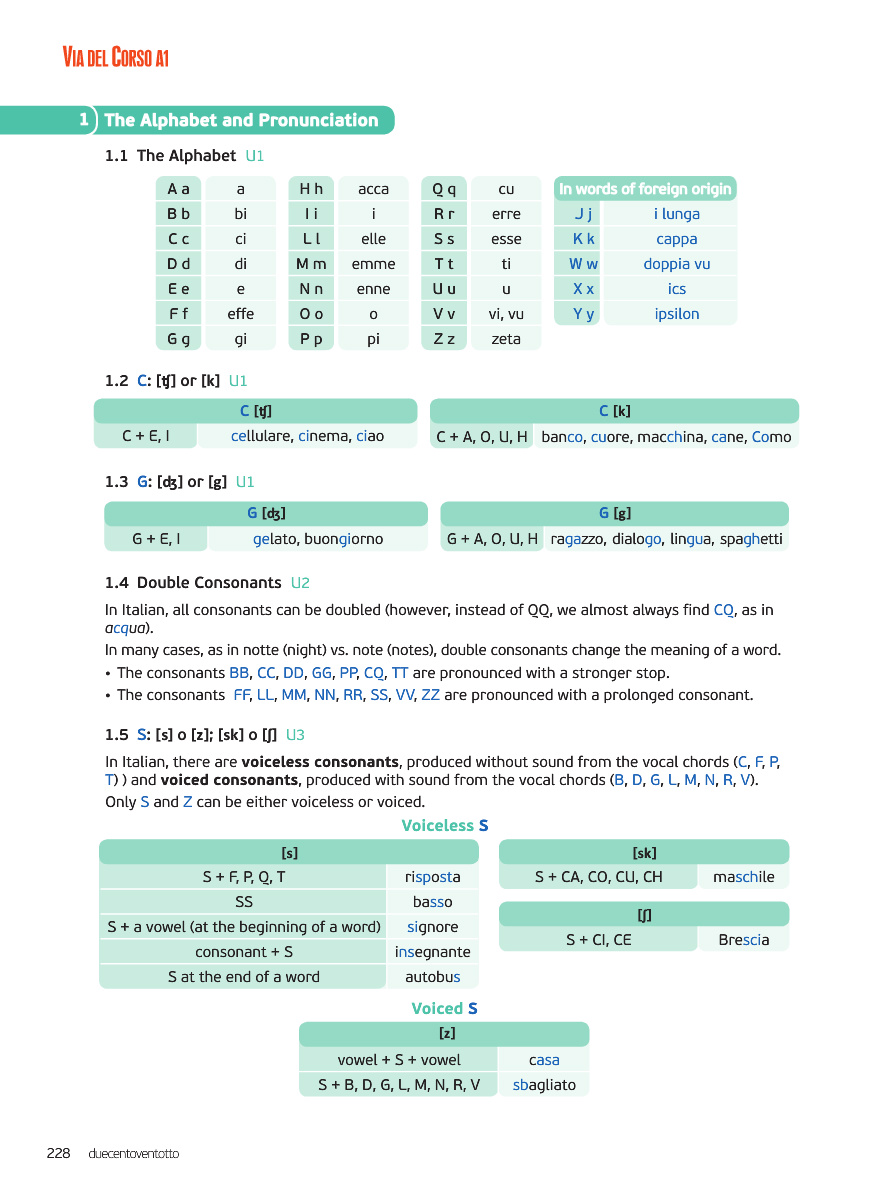 VIA DEL CORSO A1
1 The Alphabet and Pronunciation
1.1 The Alphabet U1
A a a H h acca Q q cu In words of foreign origin
B b bi I i i R r erre J j i lunga
C c ci L l elle S s esse K k cappa
D d di M m emme T t ti W w doppia vu
E e e N n enne U u u X x ics
F f effe O o o V v vi, vu Y y ipsilon
G g gi P p pi Z z zeta
1.2 C: [ʧ] or [k] U1
C [ʧ] C [k]
C + E, I cellulare, cinema, ciao C + A, O, U, H banco, cuore, macchina, cane, Como
1.3 G: [ʤ] or [g] U1
G [ʤ] G [g]
G + E, I gelato, buongiorno G + A, O, U, H ragazzo, dialogo, lingua, spaghetti
1.4 Double Consonants U2
In Italian, all consonants can be doubled (however, instead of QQ, we almost always find CQ, as in
acqua).
In many cases, as in notte (night) vs. note (notes), double consonants change the meaning of a word.
• The consonants BB, CC, DD, GG, PP, CQ, TT are pronounced with a stronger stop.
• The consonants FF, LL, MM, NN, RR, SS, VV, ZZ are pronounced with a prolonged consonant.
1.5 S: [s] o [z]; [sk] o [ʃ] U3
In Italian, there are voiceless consonants, produced without sound from the vocal chords (C, F, P,
T) ) and voiced consonants, produced with sound from the vocal chords (B, D, G, L, M, N, R, V).
Only S and Z can be either voiceless or voiced.
Voiceless S
[s] [sk]
S + F, P, Q, T risposta S + CA, CO, CU, CH maschile
SS basso
S + a vowel (at the beginning of a word) signore [ʃ]
consonant + S insegnante S + CI, CE Brescia
S at the end of a word autobus
Voiced S
[z]
vowel + S + vowel casa
S + B, D, G, L, M, N, R, V sbagliato
228 duecentoventotto